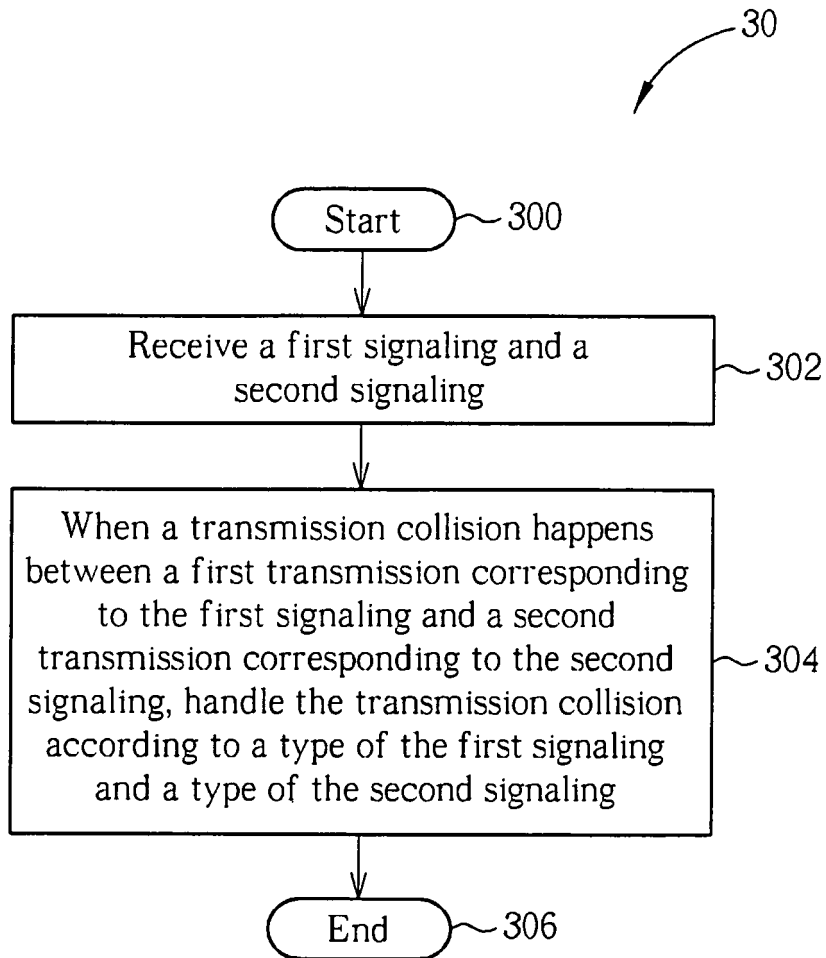 30
Start
300
Receive a first signaling and a
second signaling
302
When a transmission collision happens
between a first transmission corresponding
to the first signaling and a second
transmission corresponding to the second
signaling, handle the transmission collision
according to a type of the first signaling
and a type of the second signaling
304
End
306